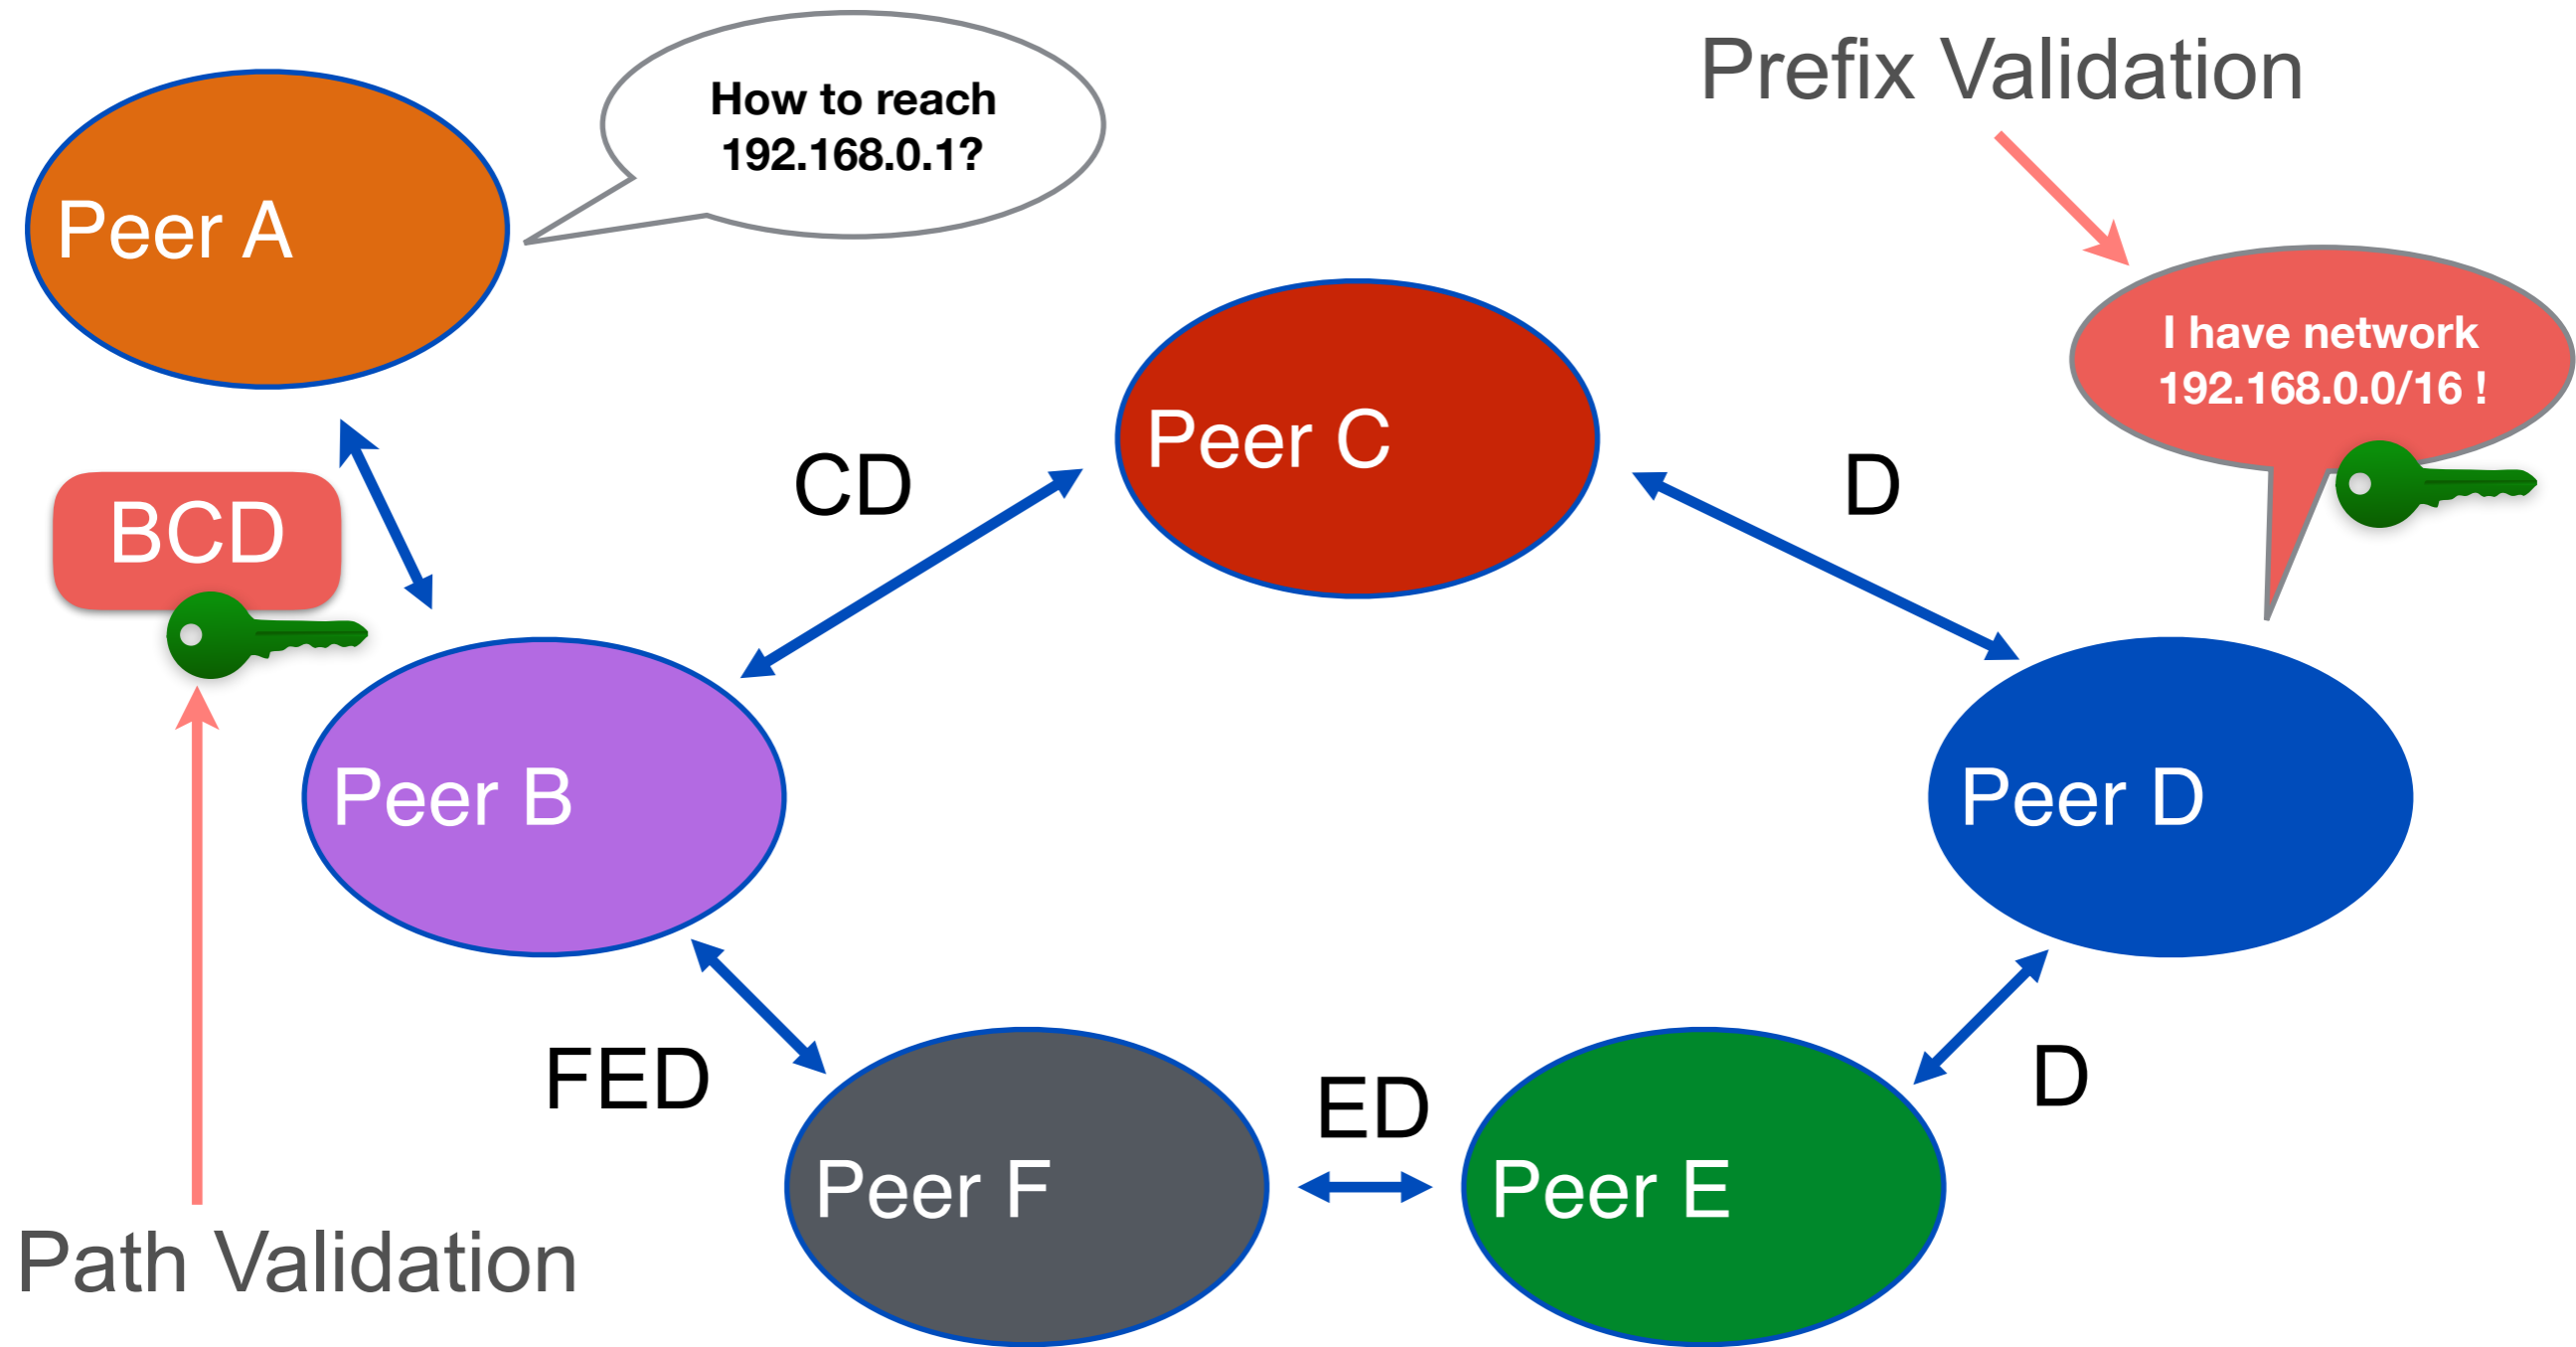 How to reach
192.168.0.1?
Prefix Validation
Peer A
I have network
192.168.0.0/16 !
Peer C
CD
D
BCD
Peer B
Peer D
FED
ED
D
Peer F
Peer E
Path Validation